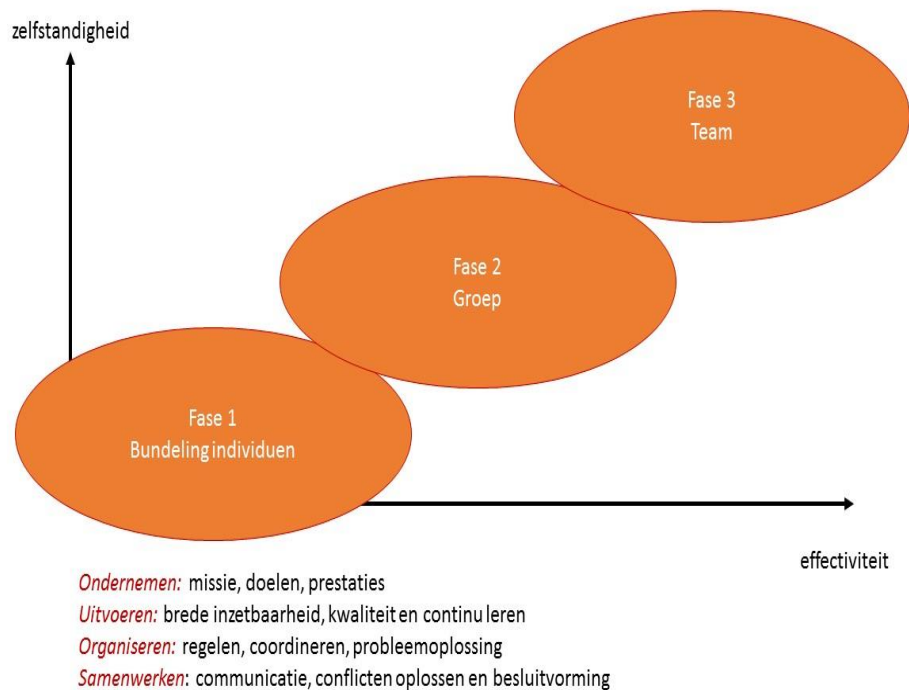 zelfstandigheid
Fase 3
Team
Fase 2
Groep
Fase 1
Bundeling individuen
effectiviteit
Ondernemen: missie, doelen, prestaties
Uitvoeren: brede inzetbaarheid, kwaliteit en continu leren
Organiseren: regelen, coordineren, probleemoplossing
Samenwerken: communicatie, conflicten oplossen en besluitvorming